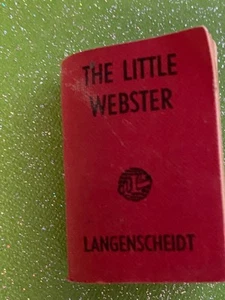 THE LITTLE
WEBSTER
LANGENSCHEIDT